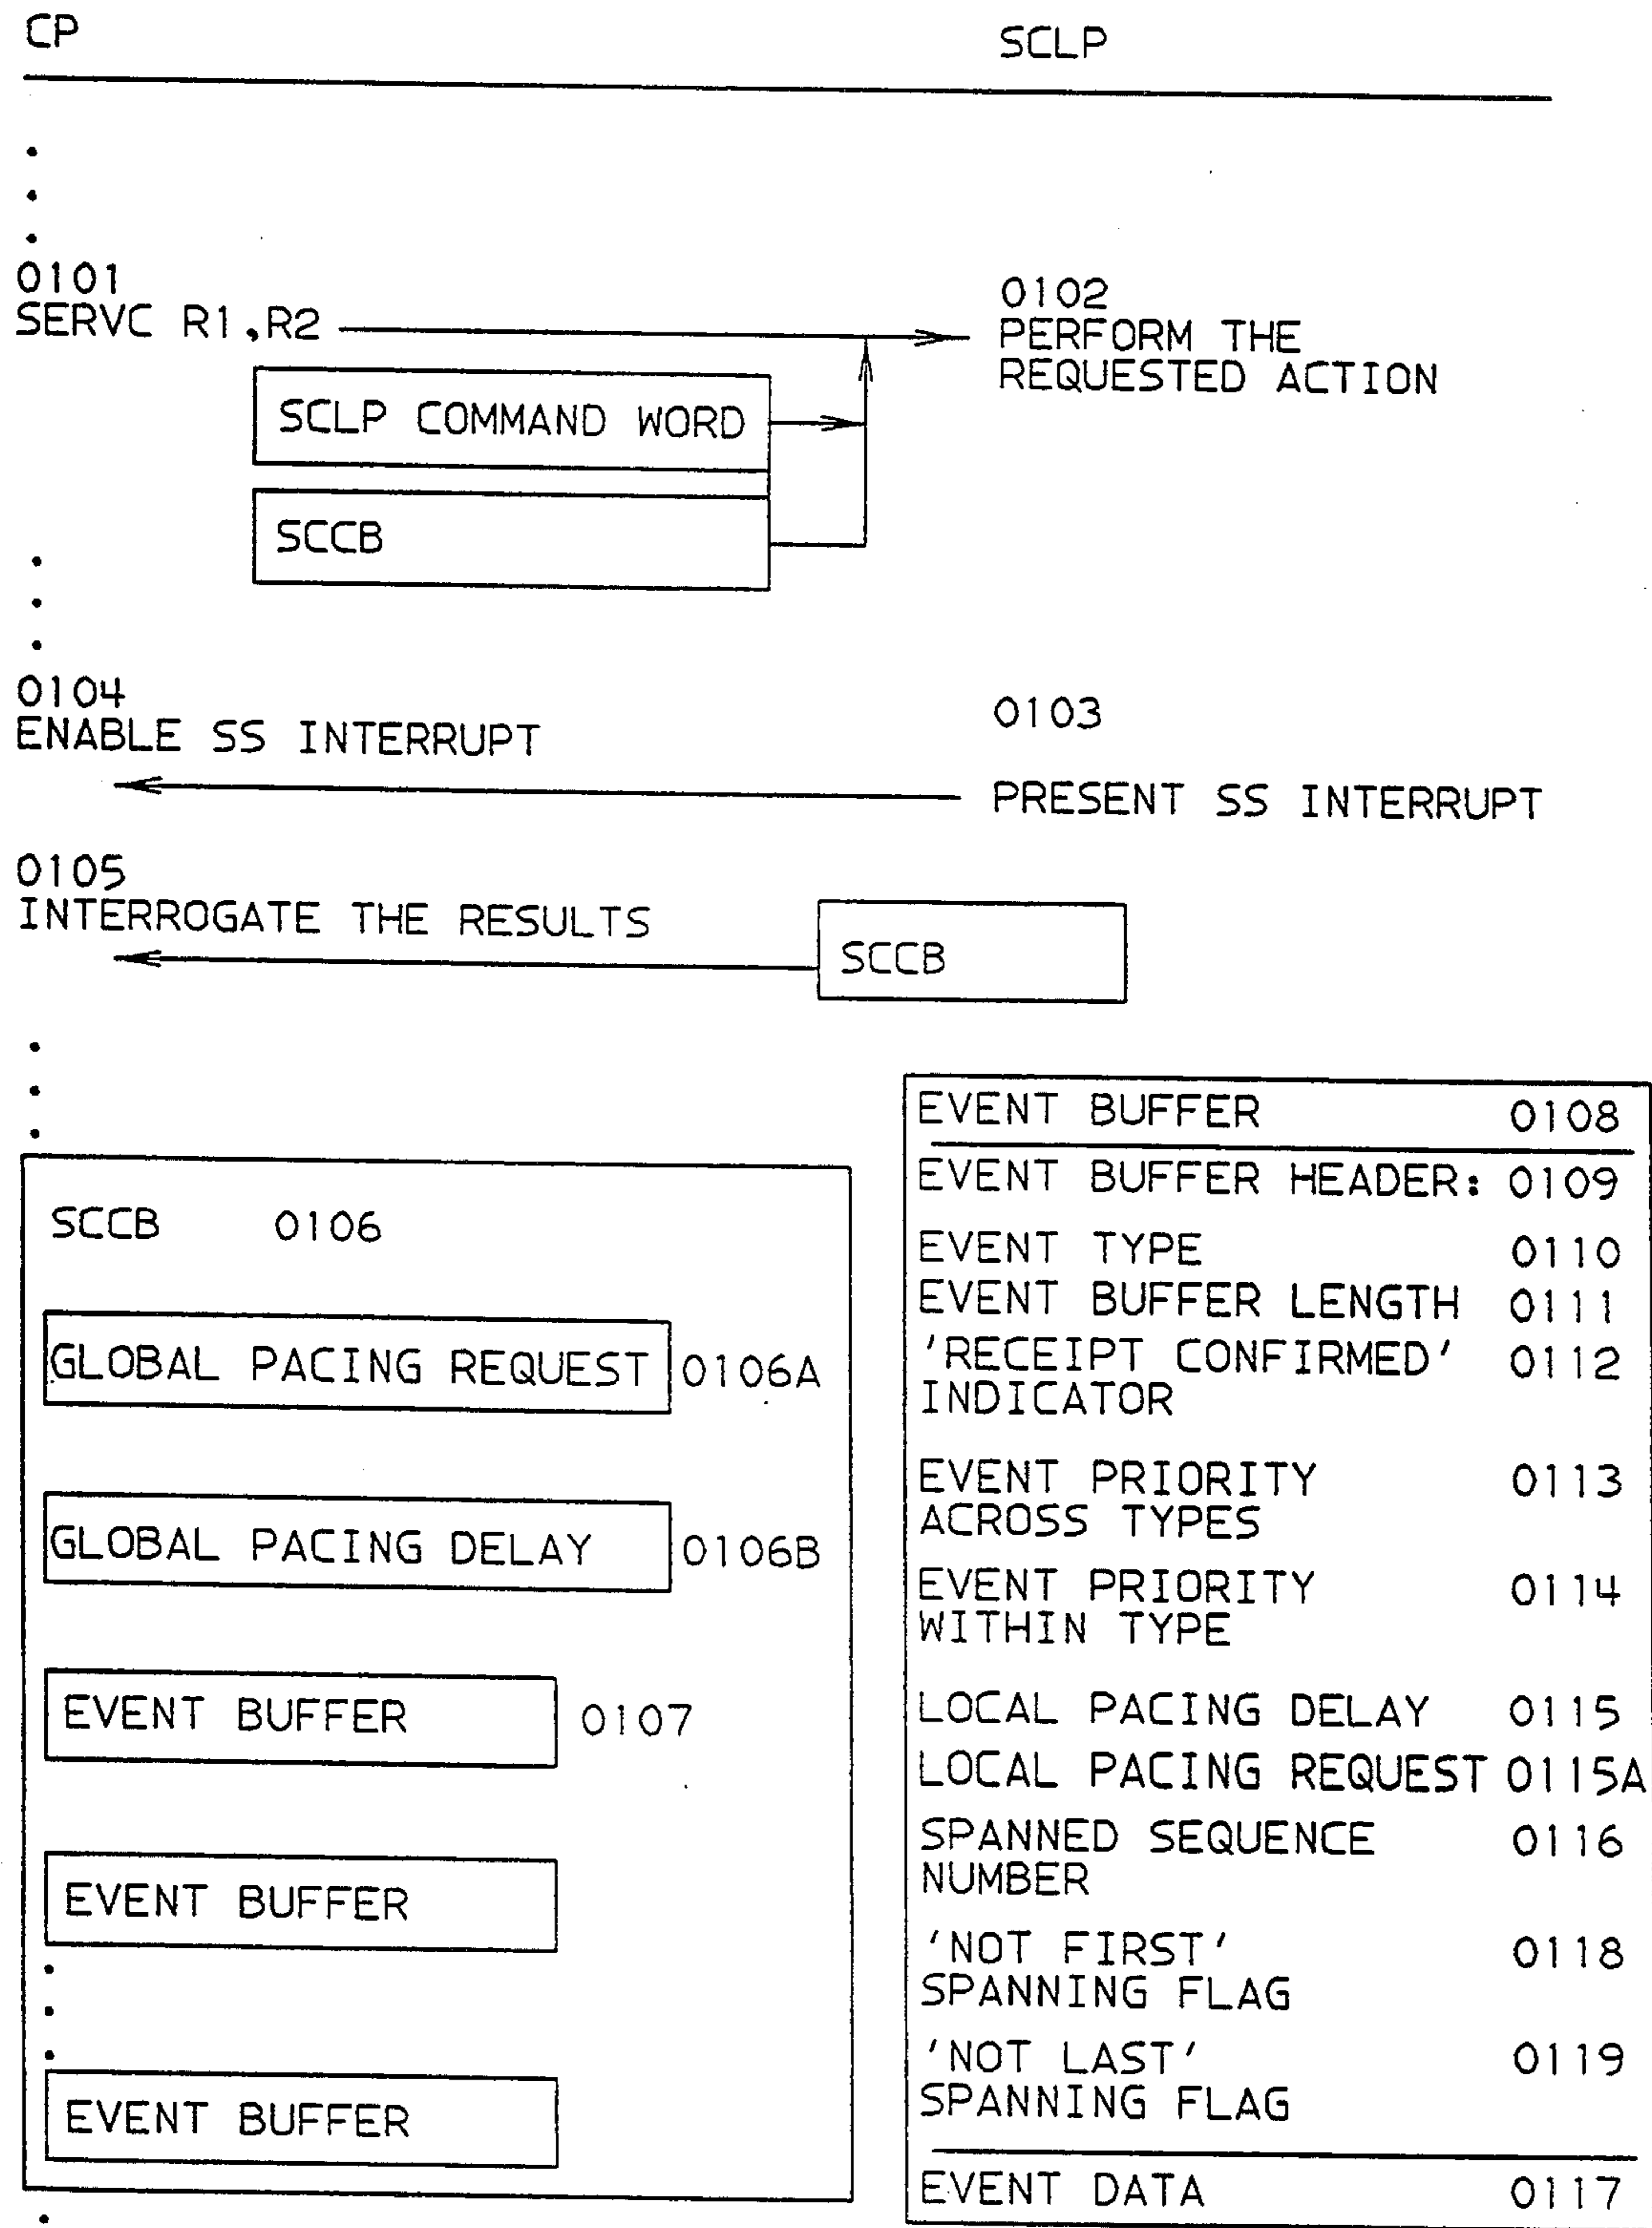 CP
SCLP
0101
SERVC R1,R2
0102
PERFORM THE
REQUESTED ACTION
SCLP COMMAND WORD
SCCB
0104
ENABLE SS INTERRUPT
0103
PRESENT SS INTERRUPT
0105
INTERROGATE THE RESULTS
SCCB
SCCB 0106
GLOBAL PACING REQUEST 0106A
GLOBAL PACING DELAY 0106B
EVENT BUFFER 0107
EVENT BUFFER
EVENT BUFFER
EVENT BUFFER 0108
EVENT BUFFER HEADER: 0109
EVENT TYPE 0110
EVENT BUFFER LENGTH 0111
'RECEIPT CONFIRMED' 0112
INDICATOR
EVENT PRIORITY 0113
ACROSS TYPES
EVENT PRIORITY 0114
WITHIN TYPE
LOCAL PACING DELAY 0115
LOCAL PACING REQUEST 0115A
SPANNED SEQUENCE 0116
NUMBER
'NOT FIRST' 0118
SPANNING FLAG
'NOT LAST' 0119
SPANNING FLAG
EVENT DATA 0117